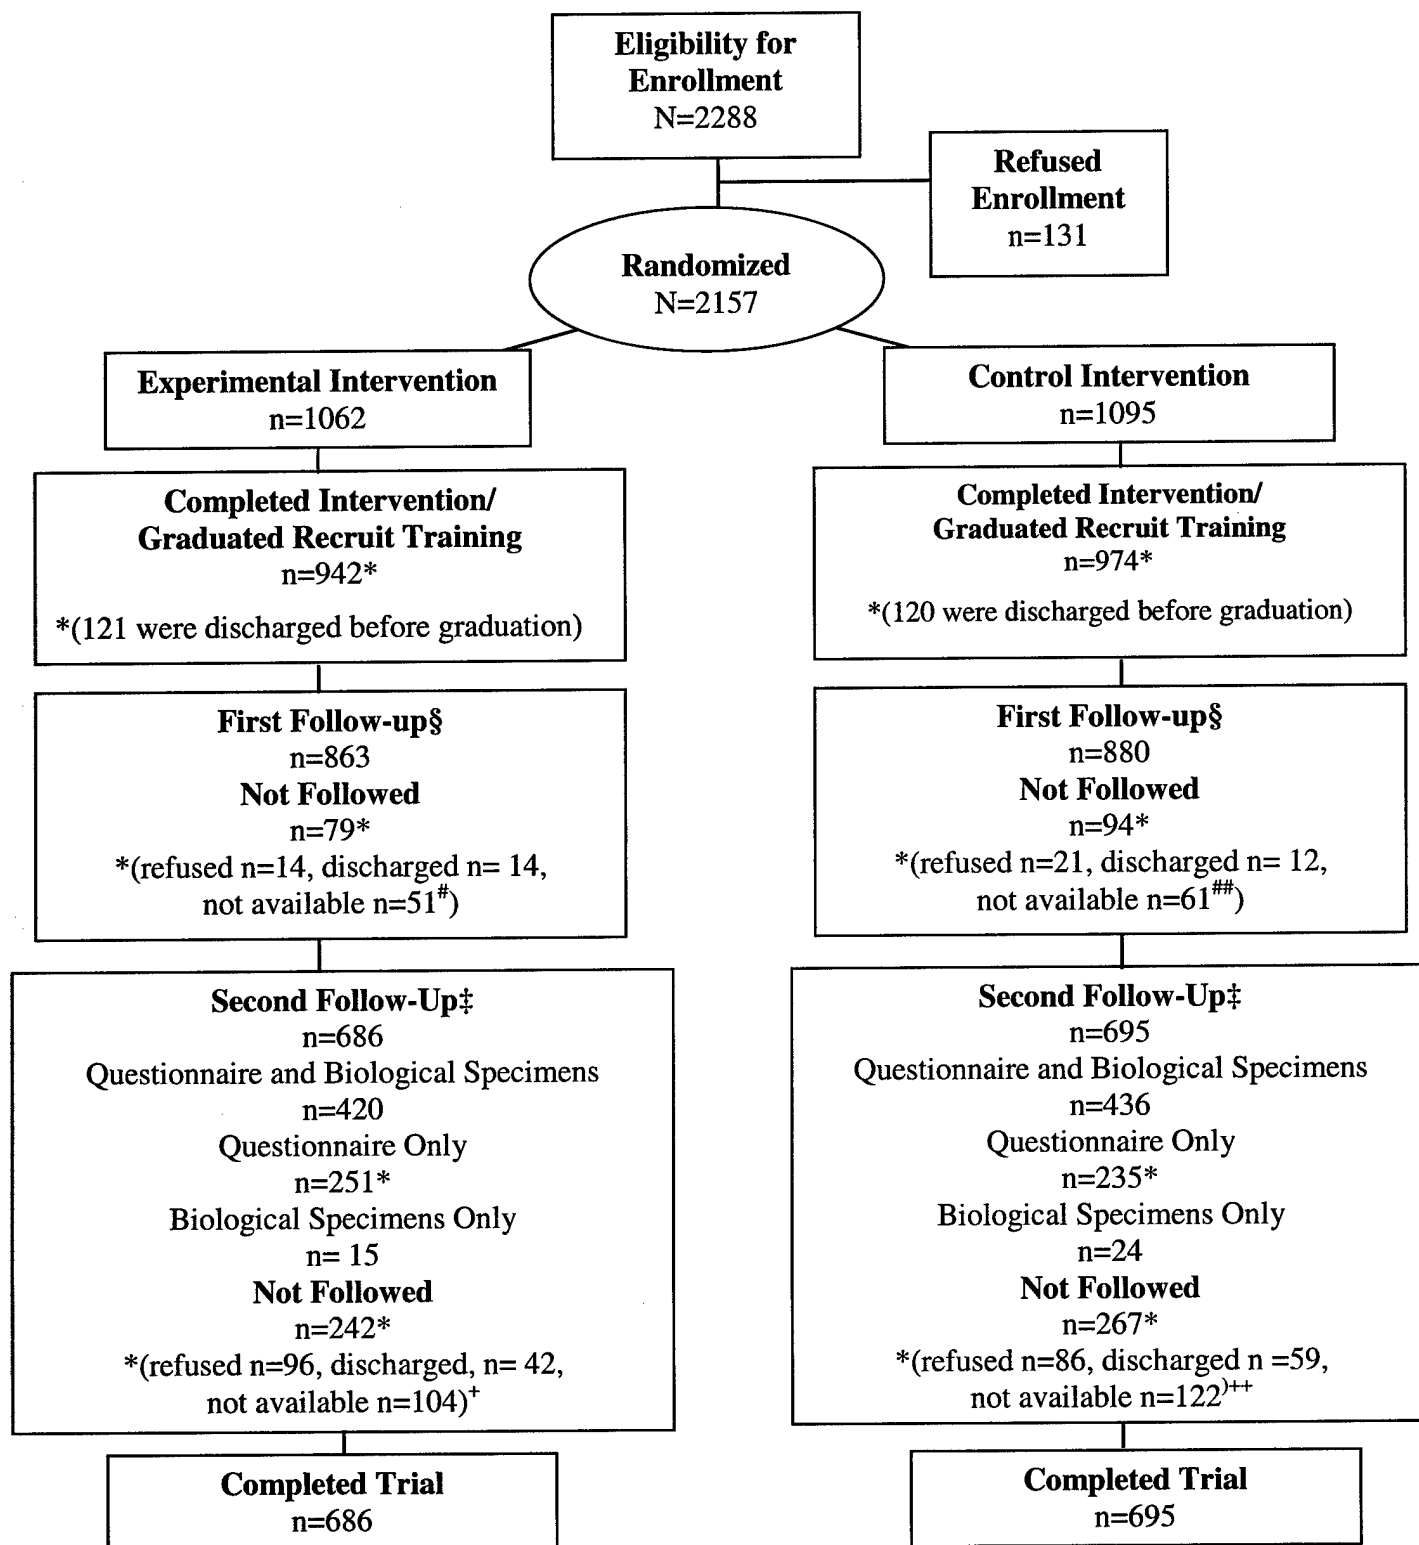 Eligibility for
Enrollment
N=2288
Refused
Enrollment
n=131
Randomized
N=2157
Experimental Intervention
n=1062
Control Intervention
n=1095
Completed Intervention/
Graduated Recruit Training
n=942*
*(121 were discharged before graduation)
Completed Intervention/
Graduated Recruit Training
n=974*
*(120 were discharged before graduation)
First Follow-up§
n=863
Not Followed
n=79*
*(refused n=14, discharged n= 14,
not available n=51#)
First Follow-up§
n=880
Not Followed
n=94*
*(refused n=21, discharged n= 12,
not available n=61##)
Second Follow-Up‡
n=686
Questionnaire and Biological Specimens
n=420
Questionnaire Only
n=251*
Biological Specimens Only
n= 15
Not Followed
n=242*
*(refused n=96, discharged, n= 42,
not available n=104)+
Second Follow-Up‡
n=695
Questionnaire and Biological Specimens
n=436
Questionnaire Only
n=235*
Biological Specimens Only
n=24
Not Followed
n=267*
*(refused n=86, discharged n =59,
not available n=122)++
Completed Trial
n=686
Completed Trial
n=695